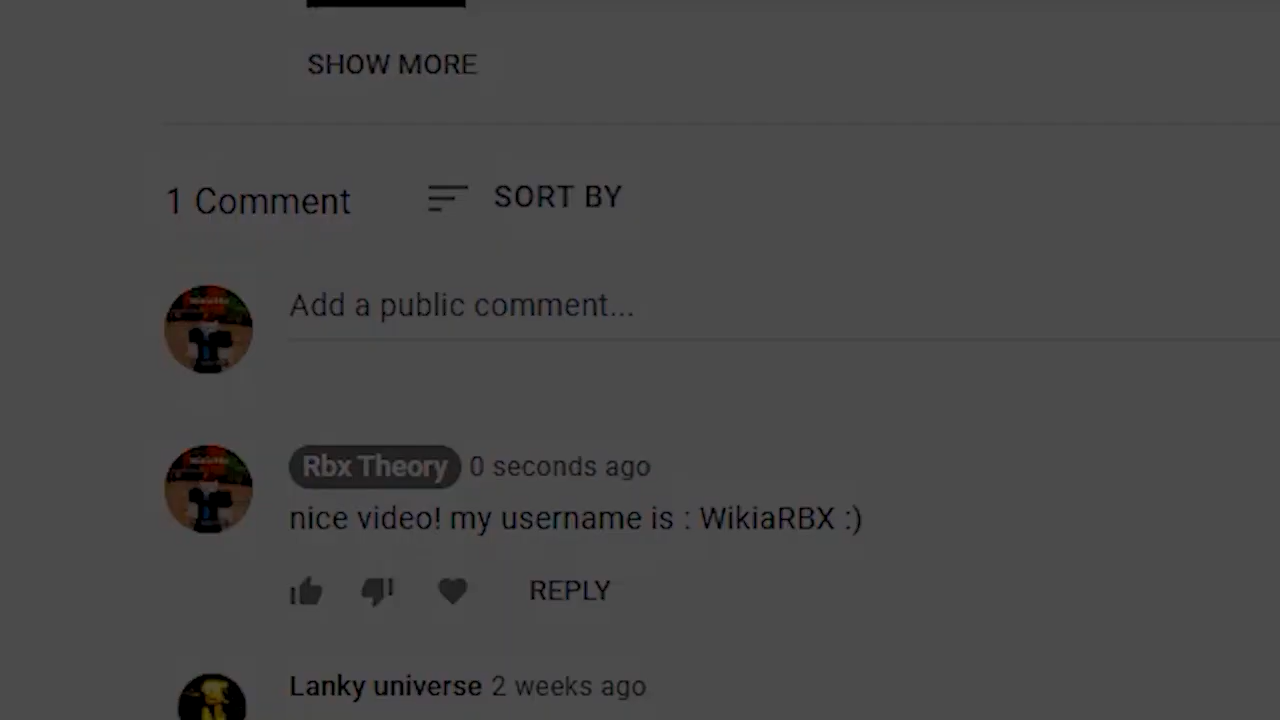 SHOW MORE
1 Comment
SORT BY
Add a public comment...
Rbx Theory 0 seconds ago
nice video! my username is : WikiaRBX :)
REPLY
Lanky universe 2 weeks ago